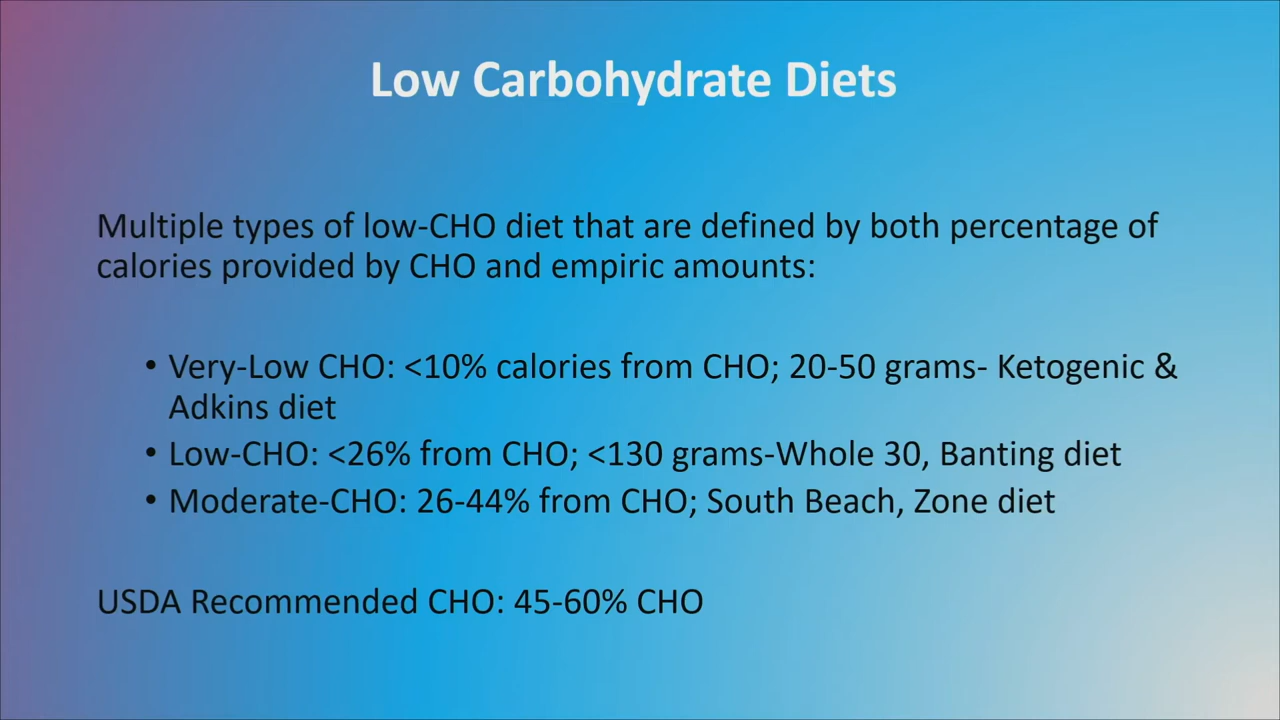 Low Carbohydrate Diets
Multiple types of low-CHO diet that are defined by both percentage of
calories provided by CHO and empiric amounts:
• Very-Low CHO: <10% calories from CHO; 20-50 grams- Ketogenic &
Adkins diet
• Low-CHO: <26% from CHO; <130 grams-Whole 30, Banting diet
• Moderate-CHO: 26-44% from CHO; South Beach, Zone diet
USDA Recommended CHO: 45-60% CHO